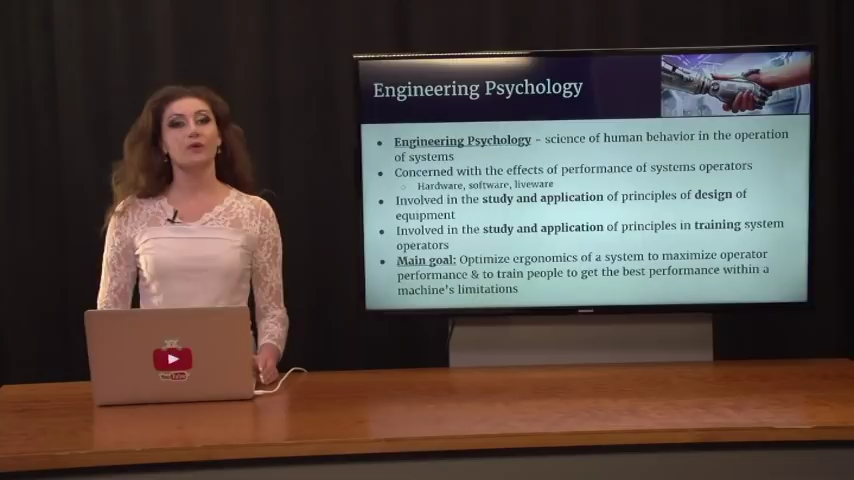 Engineering Psychology
Engineering Psychology - science of human behavior in the operation
of systems
Concerned with the effects of performance of systems operators
Hardware, software, liveware
Involved in the study and application of principles of design of
equipment
Involved in the study and application of principles in training system
operators
Main goal: Optimize ergonomics of a system to maximize operator
performance & to train people to get the best performance within a
machine's limitations
YouTube